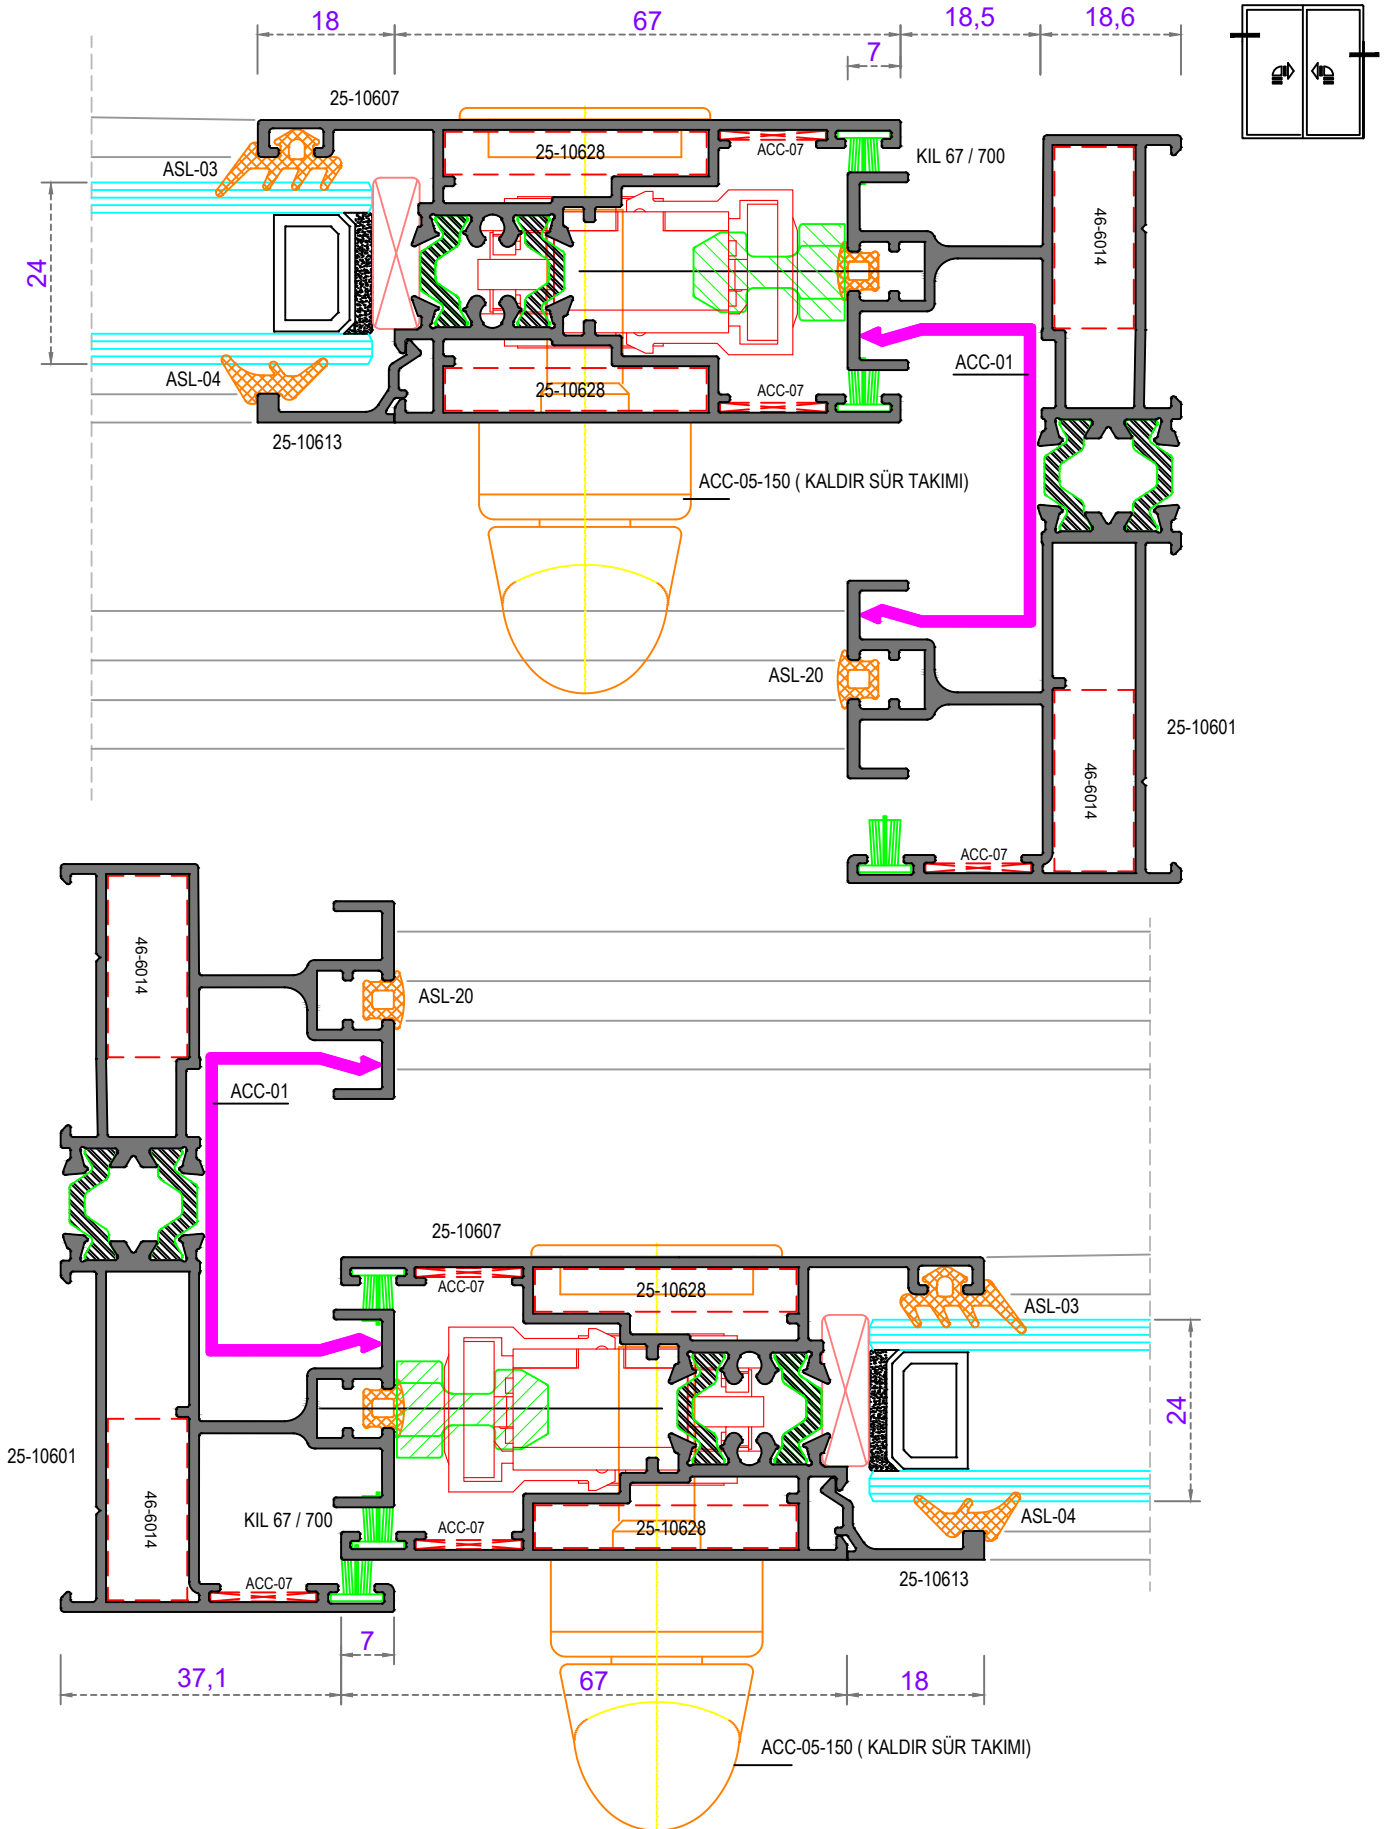 18
67
18,5
18,6
7
25-10607
ASL-03
25-10628
ACC-07
KIL 67 / 700
46-6014
24
ACC-01
ASL-04
25-10628
ACC-07
25-10613
ACC-05-150 ( KALDIR SÜR TAKIMI)
ASL-20
25-10601
46-6014
ACC-07
46-6014
ASL-20
ACC-01
25-10607
ACC-07
25-10628
ASL-03
24
25-10601
46-6014
KIL 67 / 700
ACC-07
25-10628
ASL-04
ACC-07
25-10613
7
37,1
67
18
ACC-05-150 ( KALDIR SÜR TAKIMI)